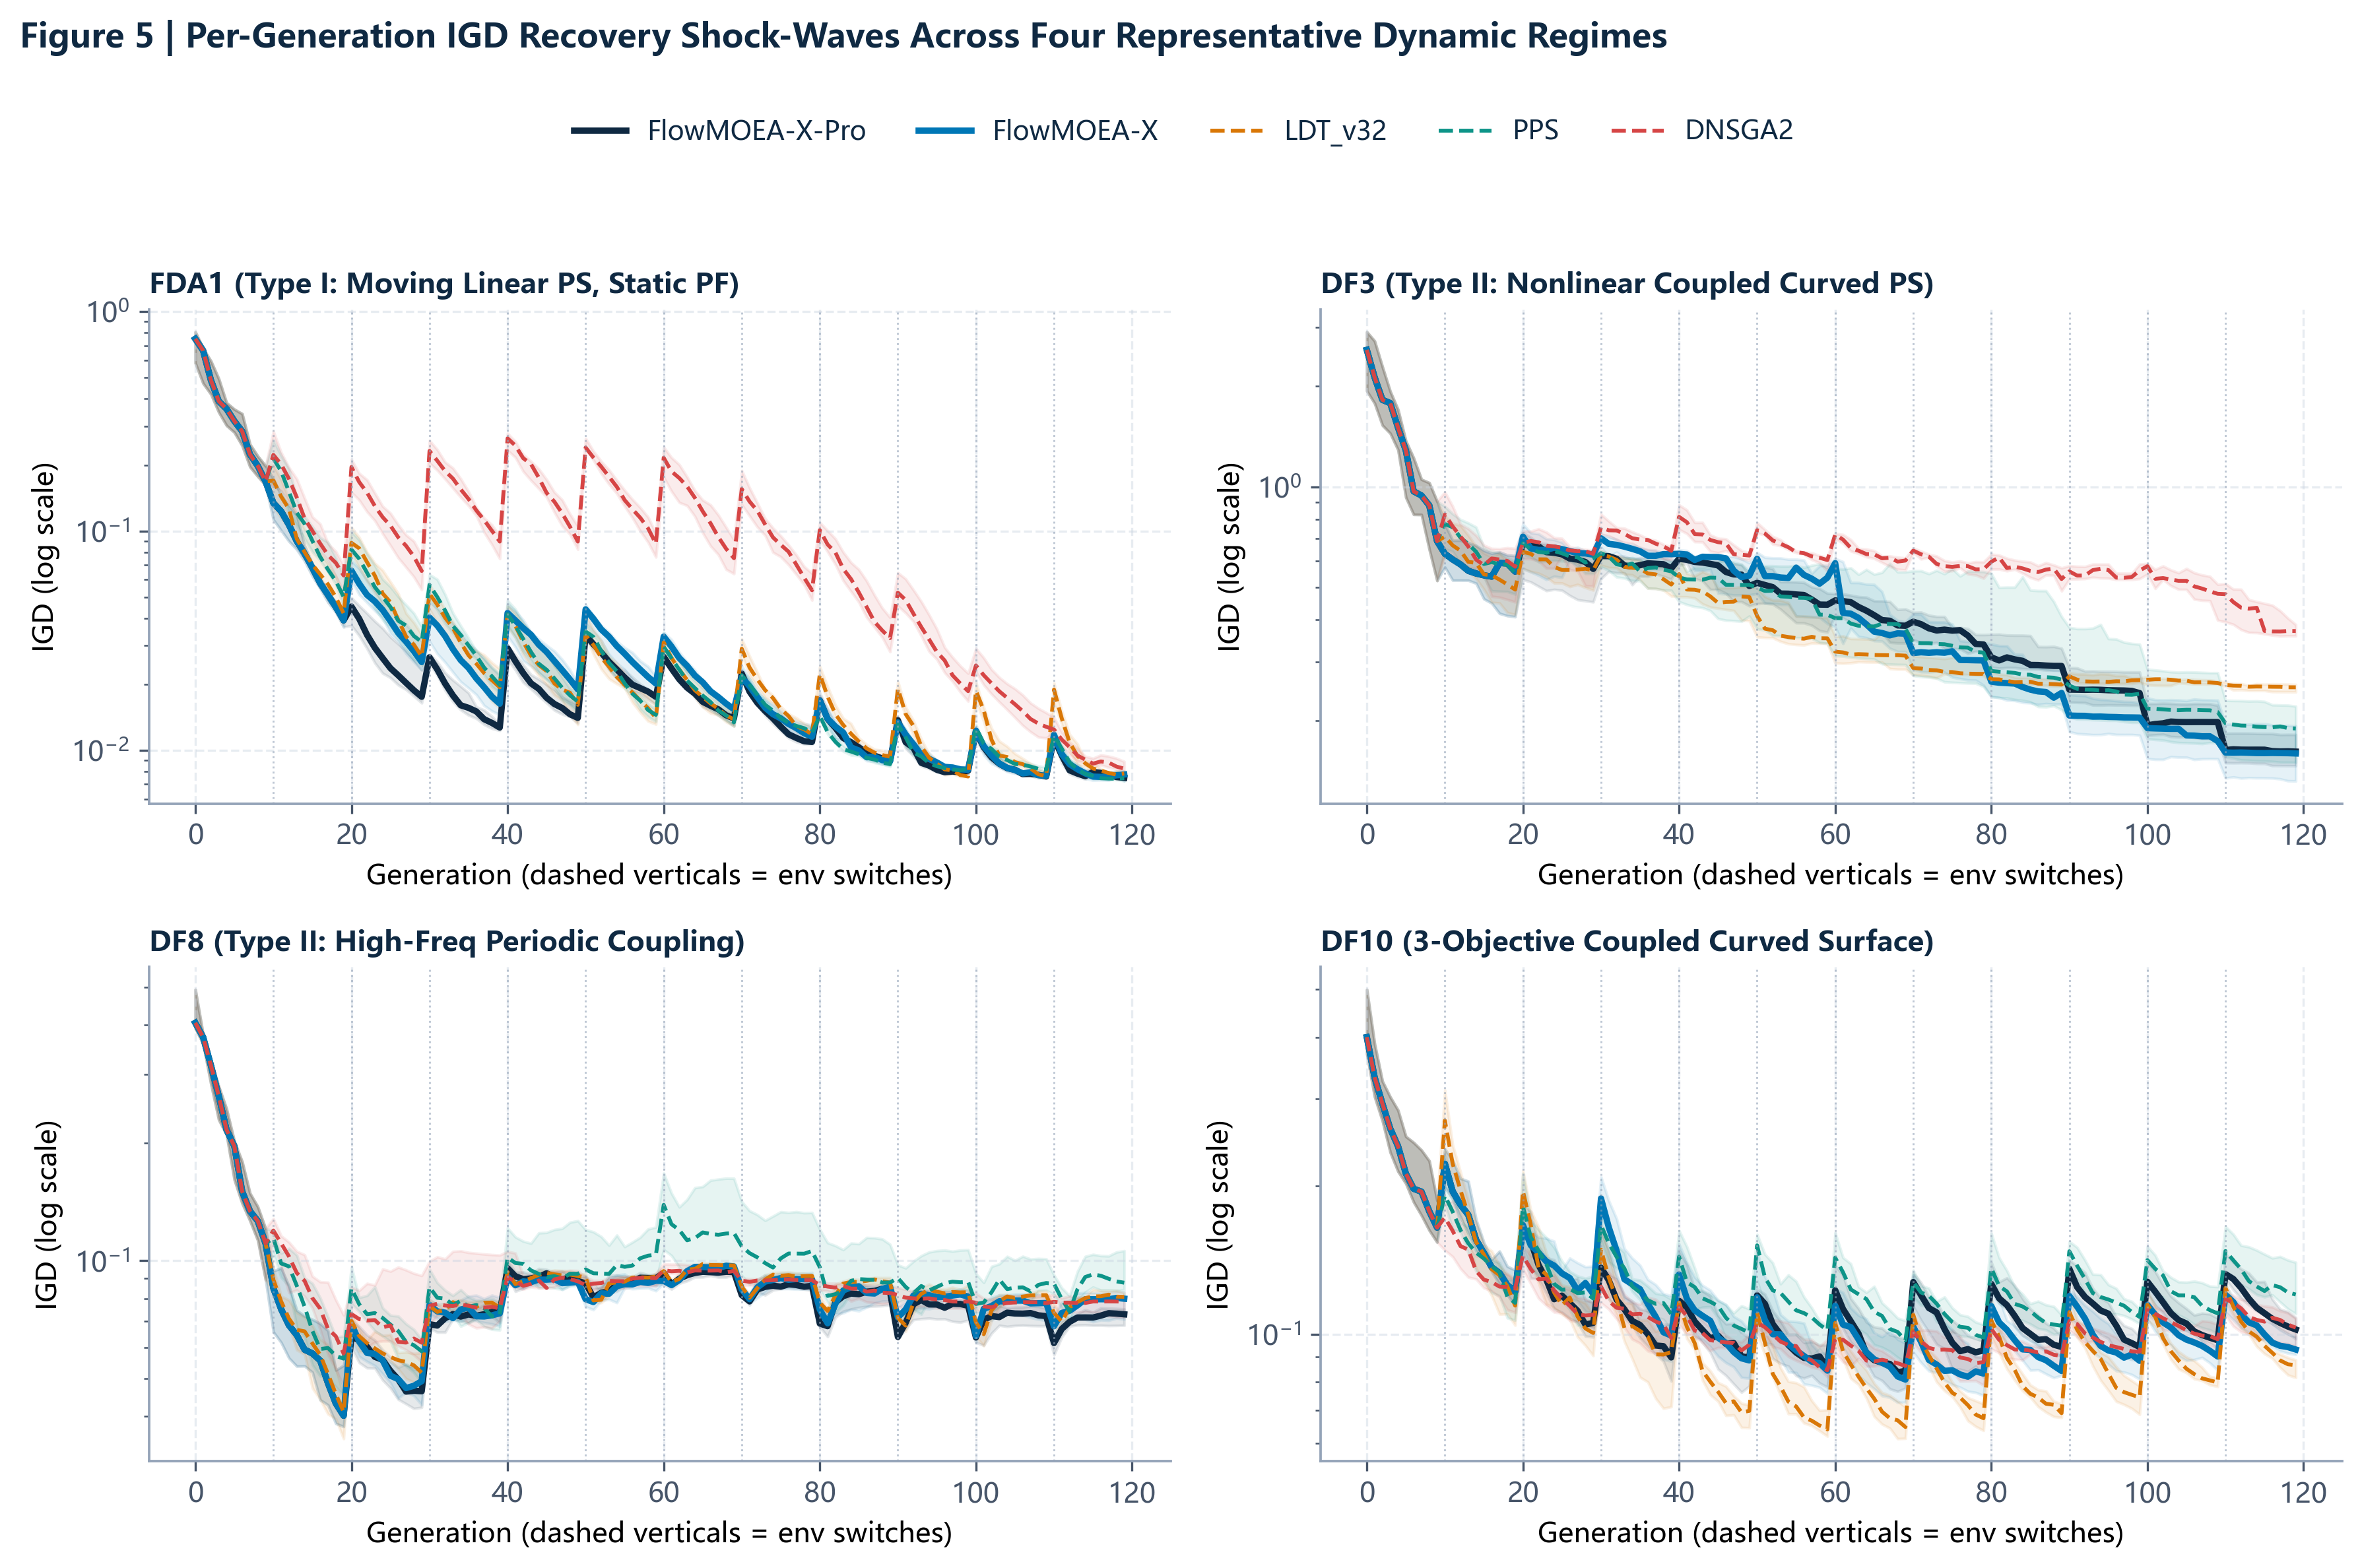 Figure 5 | Per-Generation IGD Recovery Shock-Waves Across Four Representative Dynamic Regimes
FlowMOEA-X-Pro FlowMOEA-X LDT_v32 PPS DNSGA2
FDA1 (Type I: Moving Linear PS, Static PF)
IGD (log scale)
10⁰
10⁻¹
10⁻²
0 20 40 60 80 100 120
Generation (dashed verticals = env switches)
DF3 (Type II: Nonlinear Coupled Curved PS)
IGD (log scale)
10⁰
0 20 40 60 80 100 120
Generation (dashed verticals = env switches)
DF8 (Type II: High-Freq Periodic Coupling)
IGD (log scale)
10⁻¹
0 20 40 60 80 100 120
Generation (dashed verticals = env switches)
DF10 (3-Objective Coupled Curved Surface)
IGD (log scale)
10⁻¹
0 20 40 60 80 100 120
Generation (dashed verticals = env switches)